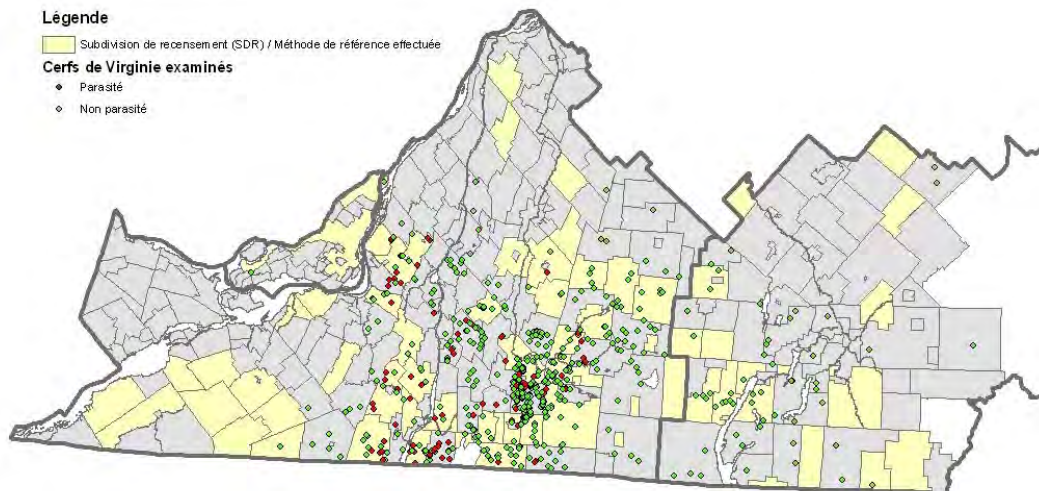 Légende
Subdivision de recensement (SDR) / Méthode de référence effectuée
Cerfs de Virginie examinés
Parasité
Non parasité